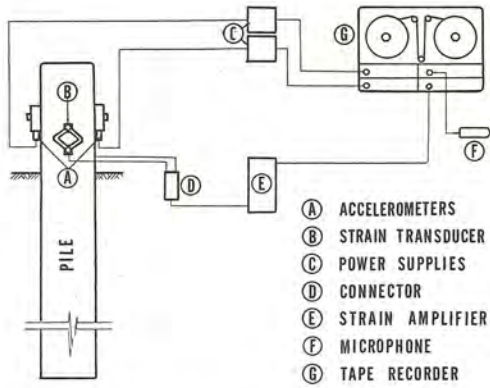 C
G
B
A
D
E
F
PILE
A ACCELEROMETERS
B STRAIN TRANSDUCER
C POWER SUPPLIES
D CONNECTOR
E STRAIN AMPLIFIER
F MICROPHONE
G TAPE RECORDER